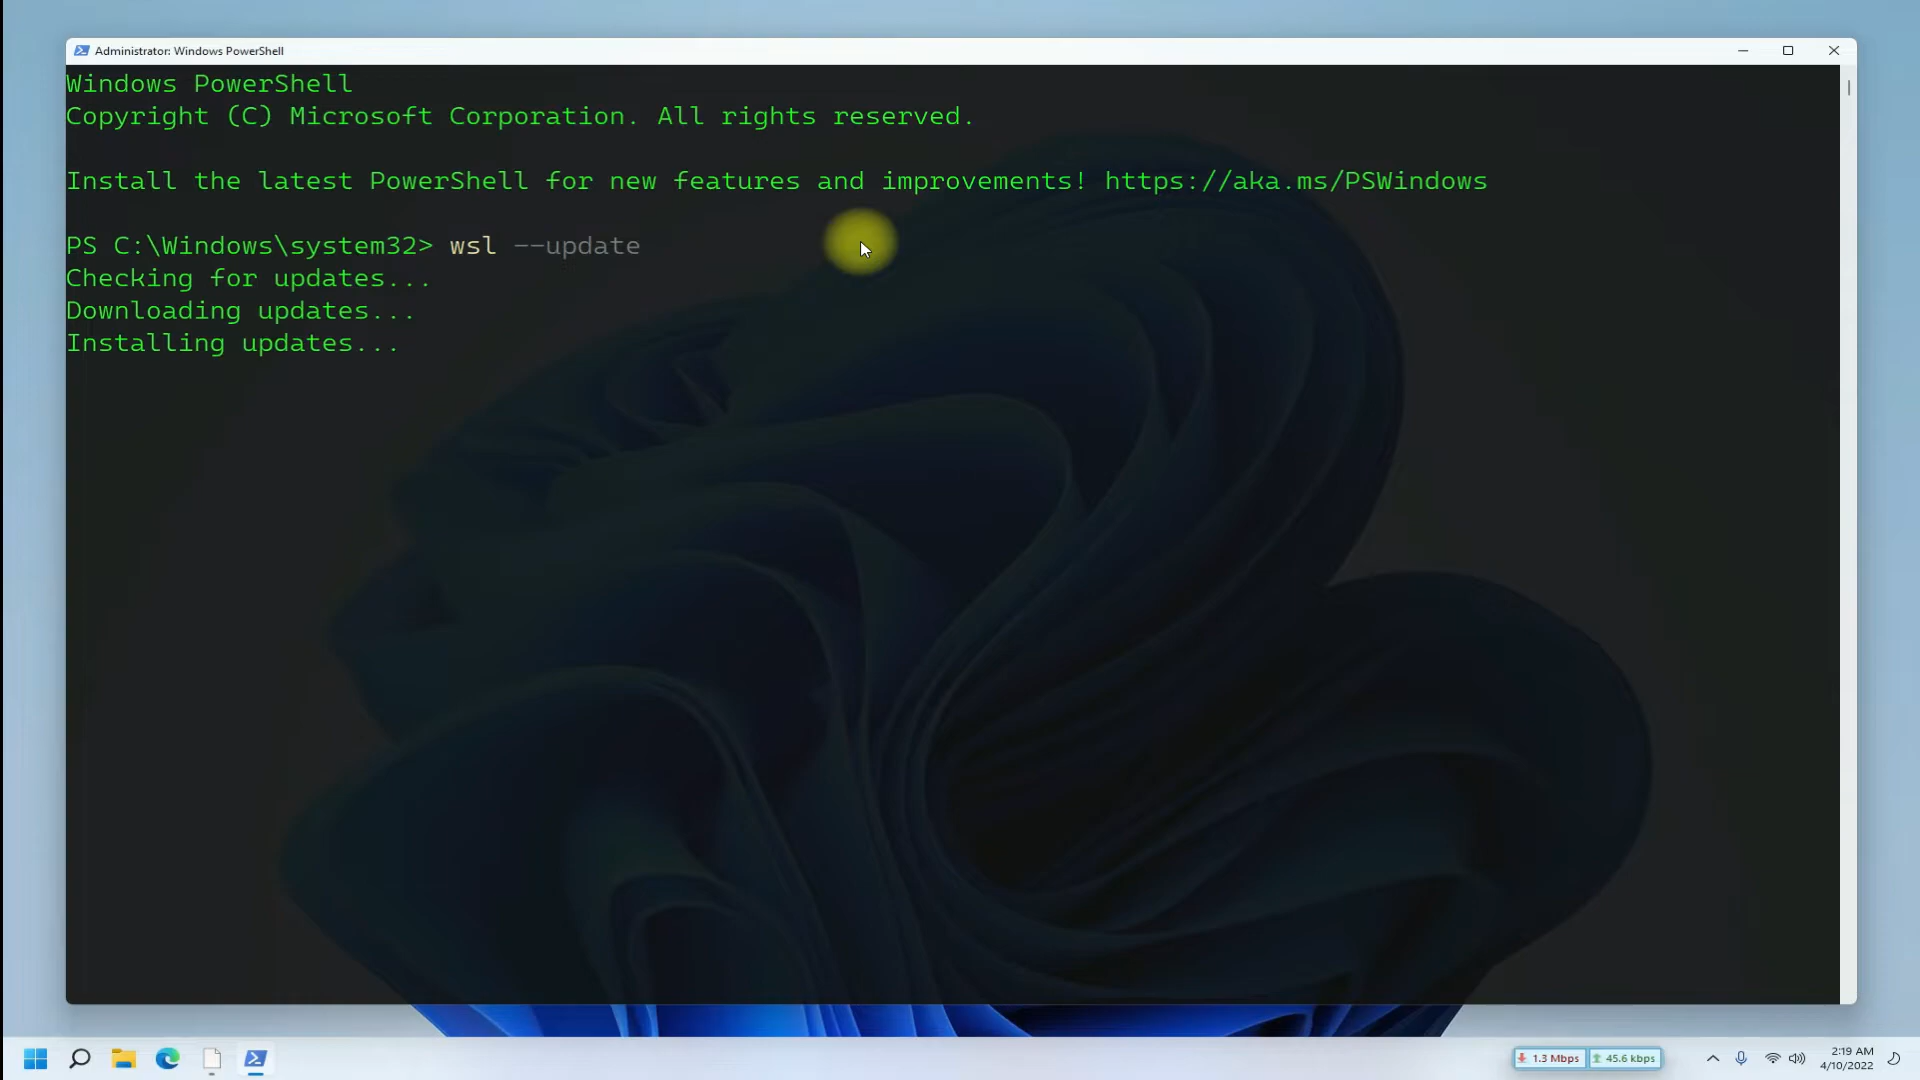 Administrator: Windows PowerShell
Windows PowerShell
Copyright (C) Microsoft Corporation. All rights reserved.
Install the latest PowerShell for new features and improvements! https://aka.ms/PSWindows
PS C:\Windows\system32> wsl --update
Checking for updates...
Downloading updates...
Installing updates...
1.3 Mbps 45.6 kbps
2:19 AM
4/10/2022